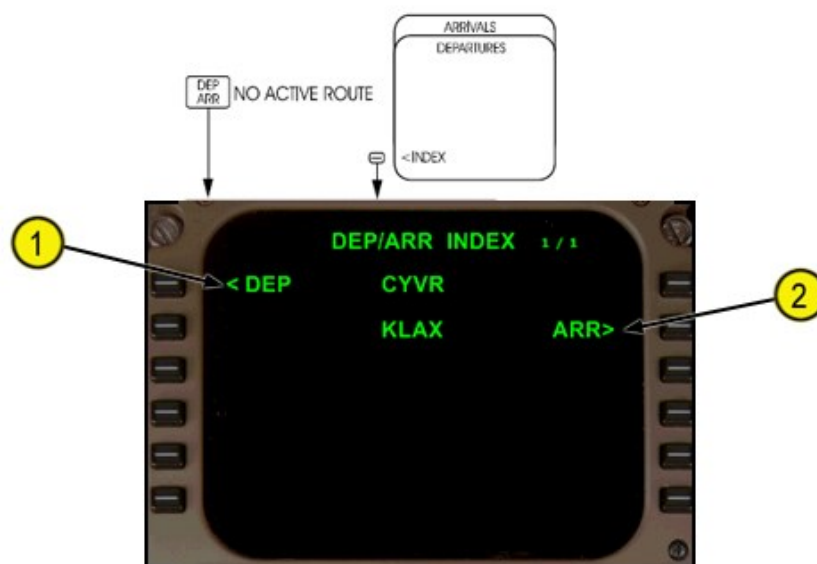 ARRIVALS
DEPARTURES
DEP
ARR
NO ACTIVE ROUTE
<INDEX
1
DEP/ARR INDEX 1 / 1
< DEP CYVR
2
KLAX ARR>